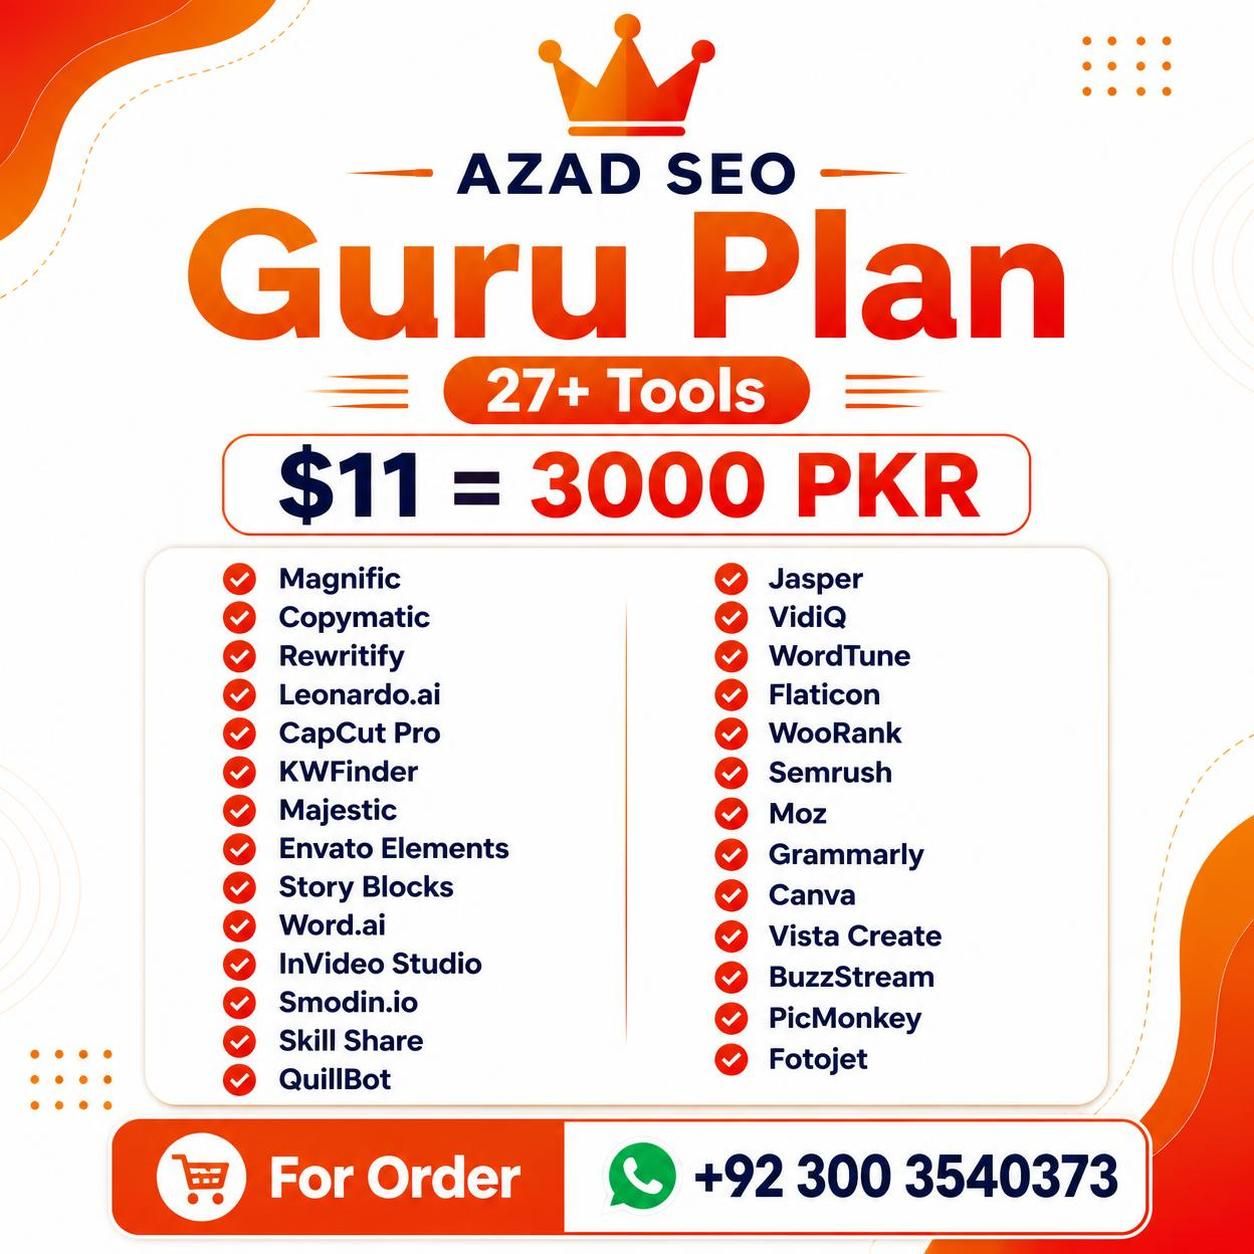 AZAD SEO
Guru Plan
27+ Tools
$11 = 3000 PKR
Magnific
Copymatic
Rewritify
Leonardo.ai
CapCut Pro
KWFinder
Majestic
Envato Elements
Story Blocks
Word.ai
InVideo Studio
Smodin.io
Skill Share
QuillBot
Jasper
VidiQ
WordTune
Flaticon
WooRank
Semrush
Moz
Grammarly
Canva
Vista Create
BuzzStream
PicMonkey
Fotojet
For Order
+92 300 3540373